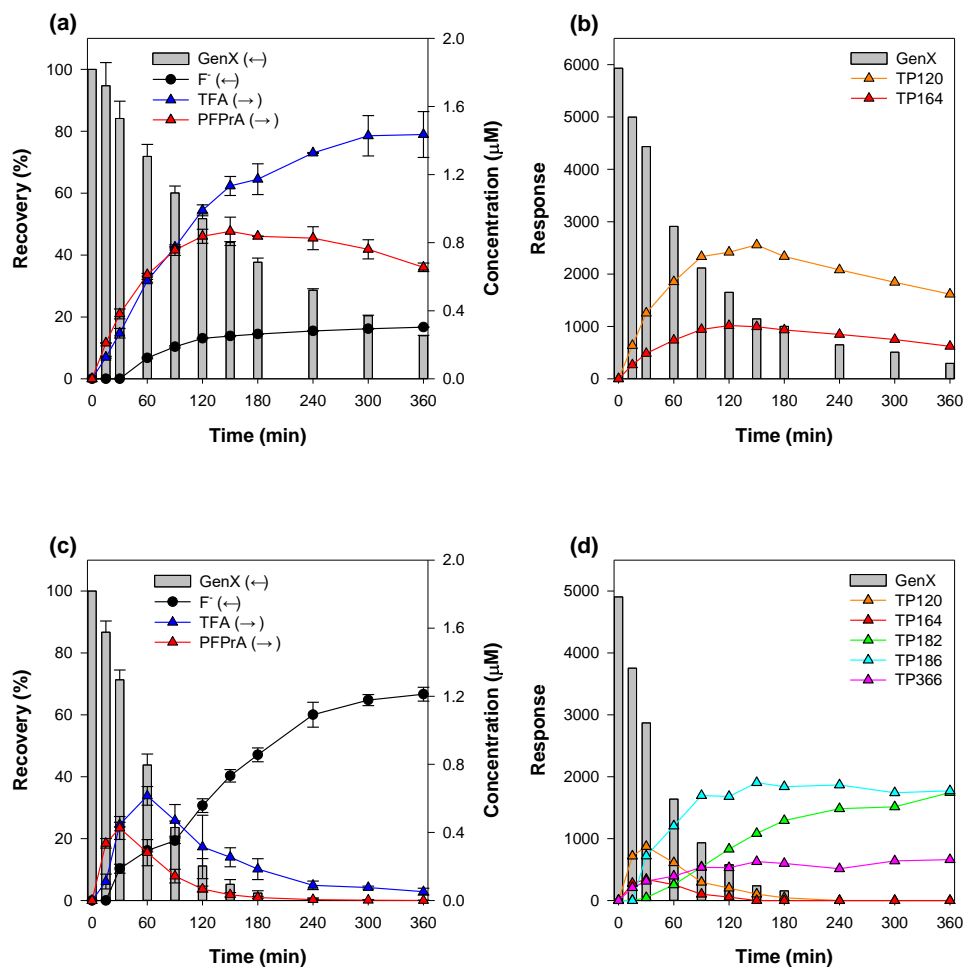 (a)
GenX (←)
F⁻ (←)
TFA (→)
PFPrA (→)
Recovery (%)
100
80
60
40
20
0
2.0
1.6
1.2
0.8
0.4
0.0
Concentration (μM)
0 60 120 180 240 300 360
Time (min)
(b)
GenX
TP120
TP164
Response
6000
5000
4000
3000
2000
1000
0
0 60 120 180 240 300 360
Time (min)
(c)
GenX (←)
F⁻ (←)
TFA (→)
PFPrA (→)
Recovery (%)
100
80
60
40
20
0
2.0
1.6
1.2
0.8
0.4
0.0
Concentration (μM)
0 60 120 180 240 300 360
Time (min)
(d)
GenX
TP120
TP164
TP182
TP186
TP366
Response
5000
4000
3000
2000
1000
0
0 60 120 180 240 300 360
Time (min)